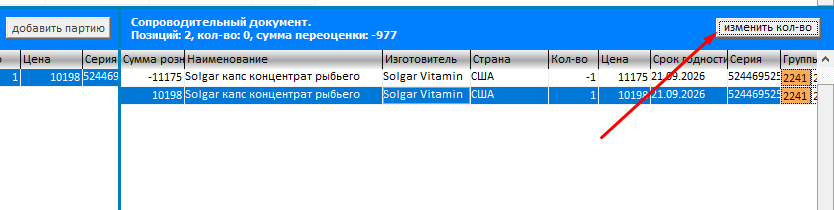 добавить партию
Сопроводительный документ.
Позиций: 2, кол-во: 0, сумма переоценки: -977
изменить кол-во
Цена Серия Сумма розн Наименование Изготовитель Страна Кол-во Цена Срок годности Серия Группы
-11175 Solgar капс концентрат рыбьего Solgar Vitamin США -1 11175 21.09.2026 524469525 2241 2
1 10198 524469 10198 Solgar капс концентрат рыбьего Solgar Vitamin США 1 10198 21.09.2026 524469525 2241 2